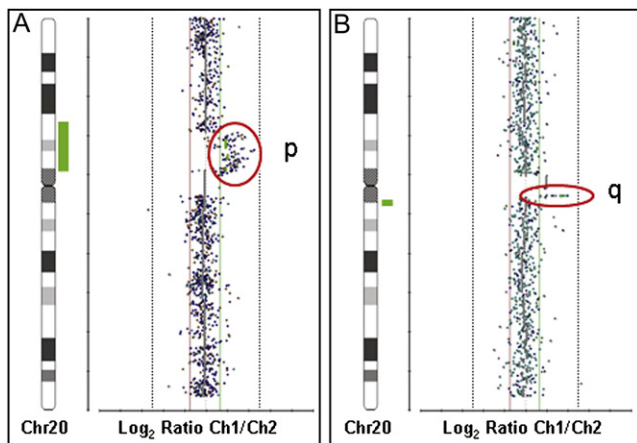 A
p
Chr20
Log2 Ratio Ch1/Ch2
B
q
Chr20
Log2 Ratio Ch1/Ch2